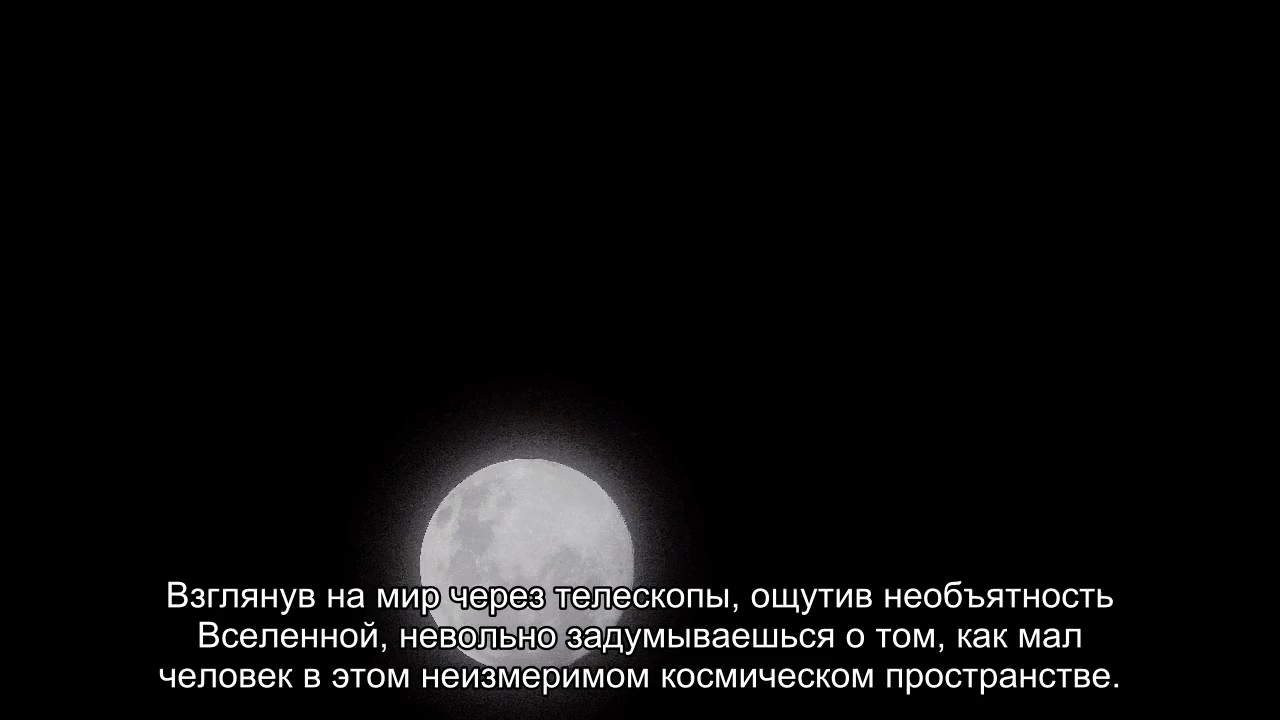 Взглянув на мир через телескопы, ощутив необъятность
Вселенной, невольно задумываешься о том, как мал
человек в этом неизмеримом космическом пространстве.